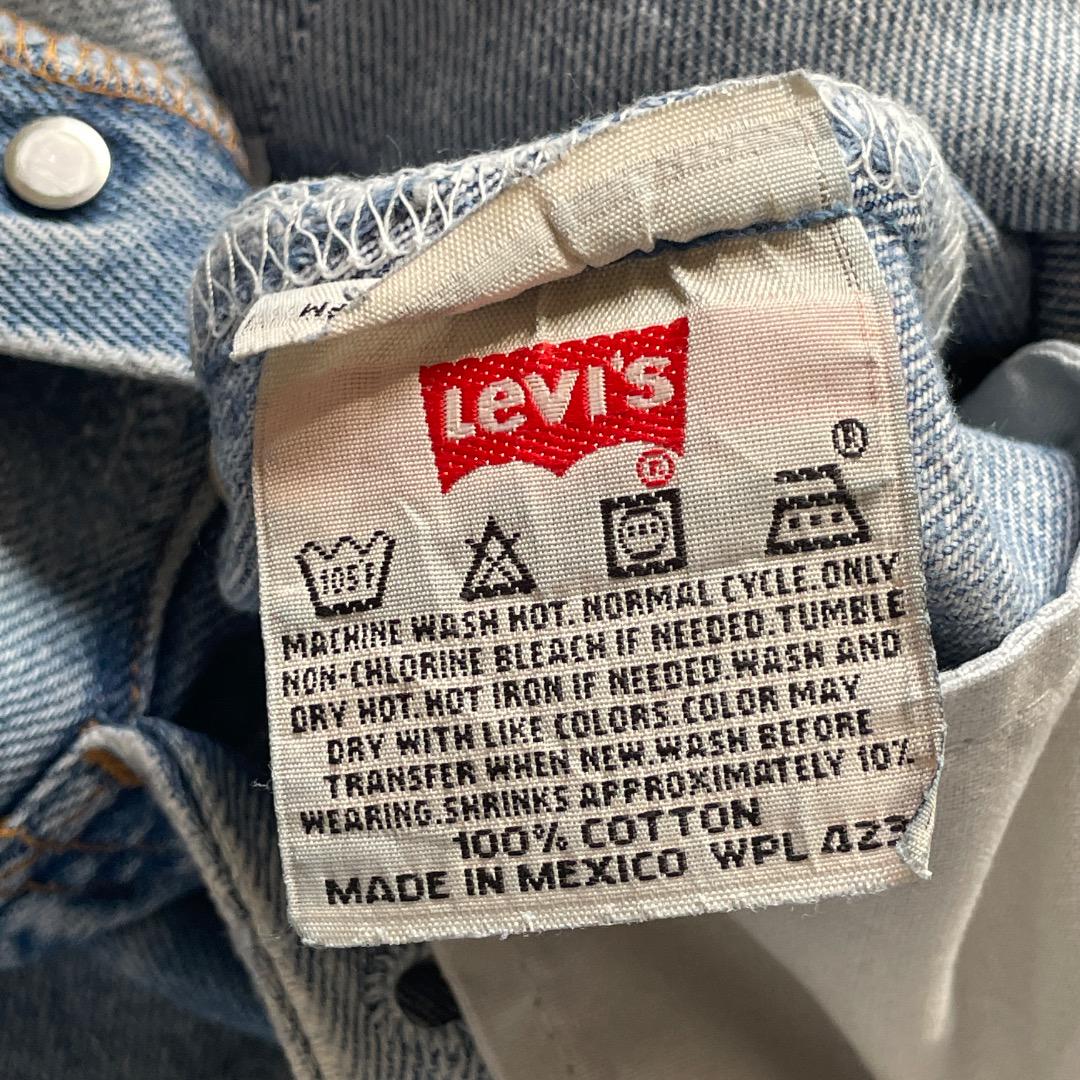 Levi's
®
®
105F
MACHINE WASH HOT. NORMAL CYCLE. ONLY
NON-CHLORINE BLEACH IF NEEDED. TUMBLE
DRY HOT. HOT IRON IF NEEDED. WASH AND
DRY WITH LIKE COLORS. COLOR MAY
TRANSFER WHEN NEW. WASH BEFORE
WEARING. SHRINKS APPROXIMATELY 10%
100% COTTON
MADE IN MEXICO WPL 423